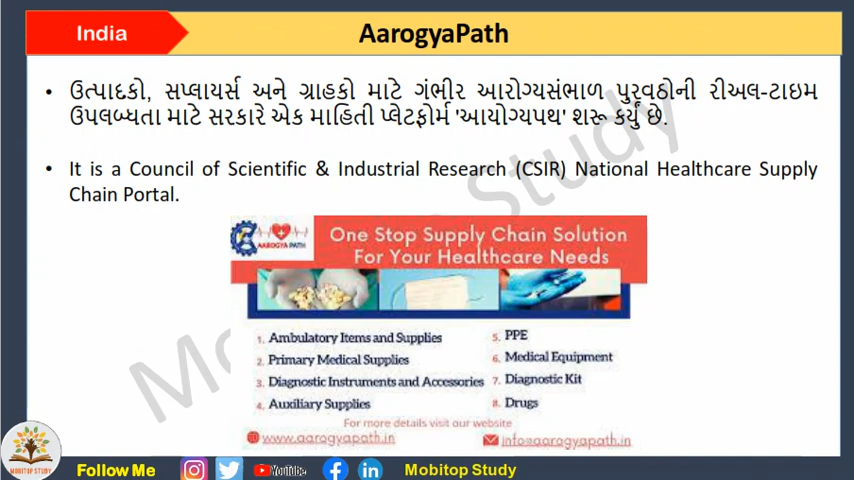 India
AarogyaPath
• ઉત્પાદકો, સપ્લાયર્સ અને ગ્રાહકો માટે ગંભીર આરોગ્યસંભાળ પુરવઠોની રીઅલ-ટાઇમ
ઉપલબ્ધતા માટે સરકારે એક માહિતી પ્લેટફોર્મ 'આયોગ્યપથ' શરૂ કર્યું છે.
• It is a Council of Scientific & Industrial Research (CSIR) National Healthcare Supply
Chain Portal.
AAROGYA PATH
One Stop Supply Chain Solution
For Your Healthcare Needs
1. Ambulatory Items and Supplies
2. Primary Medical Supplies
3. Diagnostic Instruments and Accessories
4. Auxiliary Supplies
5. PPE
6. Medical Equipment
7. Diagnostic Kit
8. Drugs
For more details visit our website
www.aarogyapath.in
info@aarogyapath.in
MOBITOP STUDY
Follow Me
YouTube
Mobitop Study